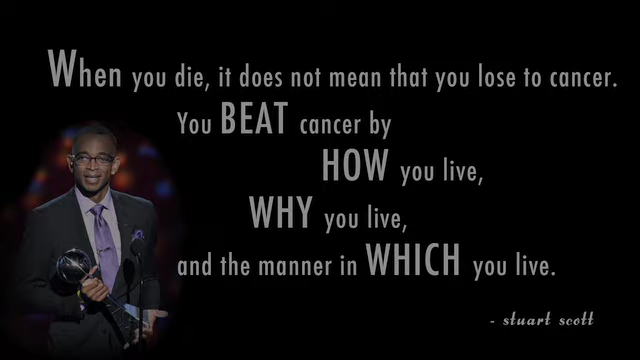 When you die, it does not mean that you lose to cancer.
You BEAT cancer by
HOW you live,
WHY you live,
and the manner in WHICH you live.
- stuart scott